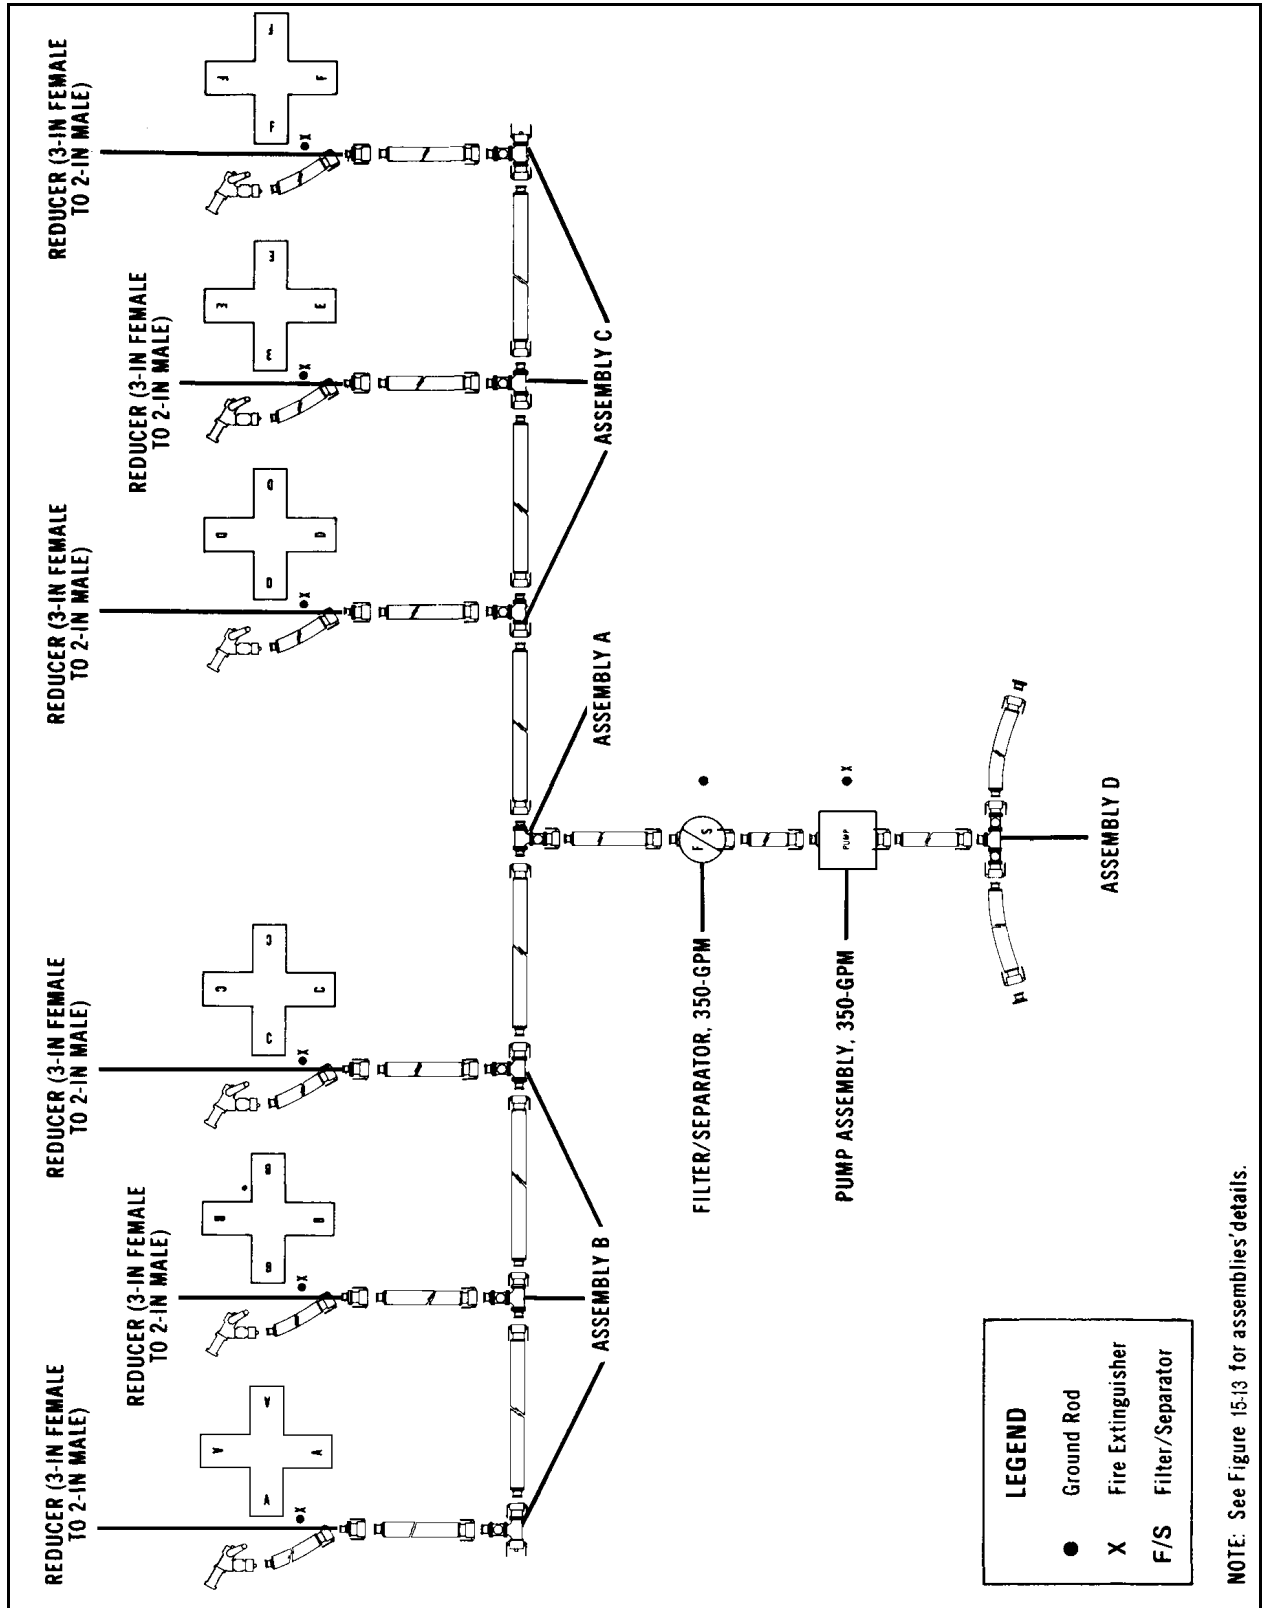 REDUCER (3-IN FEMALE
TO 2-IN MALE)
REDUCER (3-IN FEMALE
TO 2-IN MALE)
REDUCER (3-IN FEMALE
TO 2-IN MALE)
REDUCER (3-IN FEMALE
TO 2-IN MALE)
REDUCER (3-IN FEMALE
TO 2-IN MALE)
REDUCER (3-IN FEMALE
TO 2-IN MALE)
A
A
A
A
B
B
B
B
C
C
C
C
D
D
D
D
E
E
E
E
F
F
F
F
X
X
X
X
X
X
ASSEMBLY B
ASSEMBLY A
ASSEMBLY C
FILTER/SEPARATOR, 350-GPM
F
S
PUMP ASSEMBLY, 350-GPM
PUMP
X
ASSEMBLY D
LEGEND
● Ground Rod
X Fire Extinguisher
F/S Filter/Separator
NOTE: See Figure 15-13 for assemblies' details.